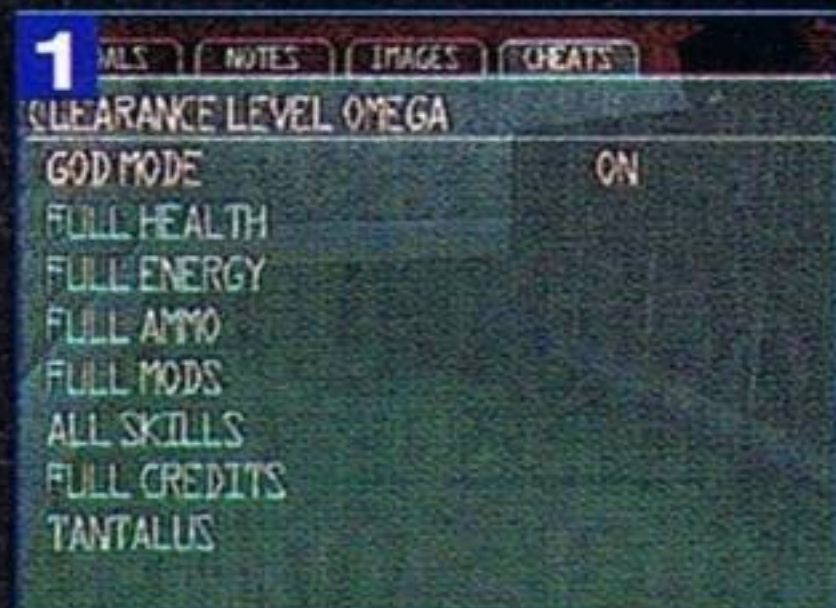 1
ALS NOTES IMAGES CHEATS
CLEARANCE LEVEL OMEGA
GOD MODE ON
FULL HEALTH
FULL ENERGY
FULL AMMO
FULL MODS
ALL SKILLS
FULL CREDITS
TANTALUS